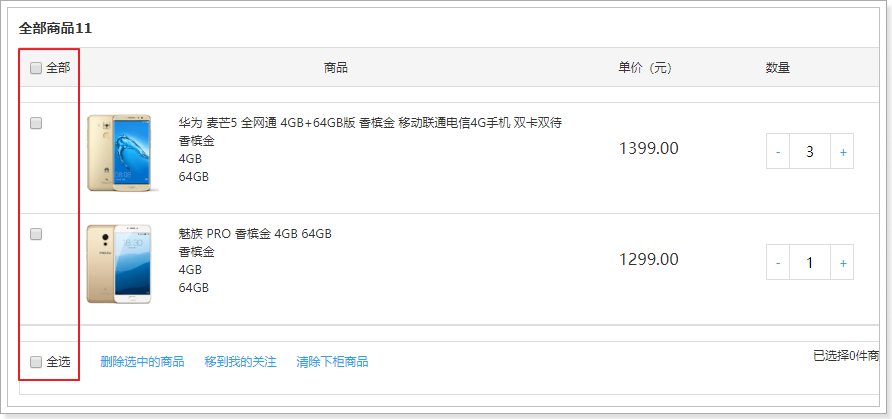 全部商品11
全部 商品 单价（元） 数量
华为 麦芒5 全网通 4GB+64GB版 香槟金 移动联通电信4G手机 双卡双待
香槟金
4GB
64GB
1399.00
- 3 +
魅族 PRO 香槟金 4GB 64GB
香槟金
4GB
64GB
1299.00
- 1 +
全选 删除选中的商品 移到我的关注 清除下柜商品 已选择0件商